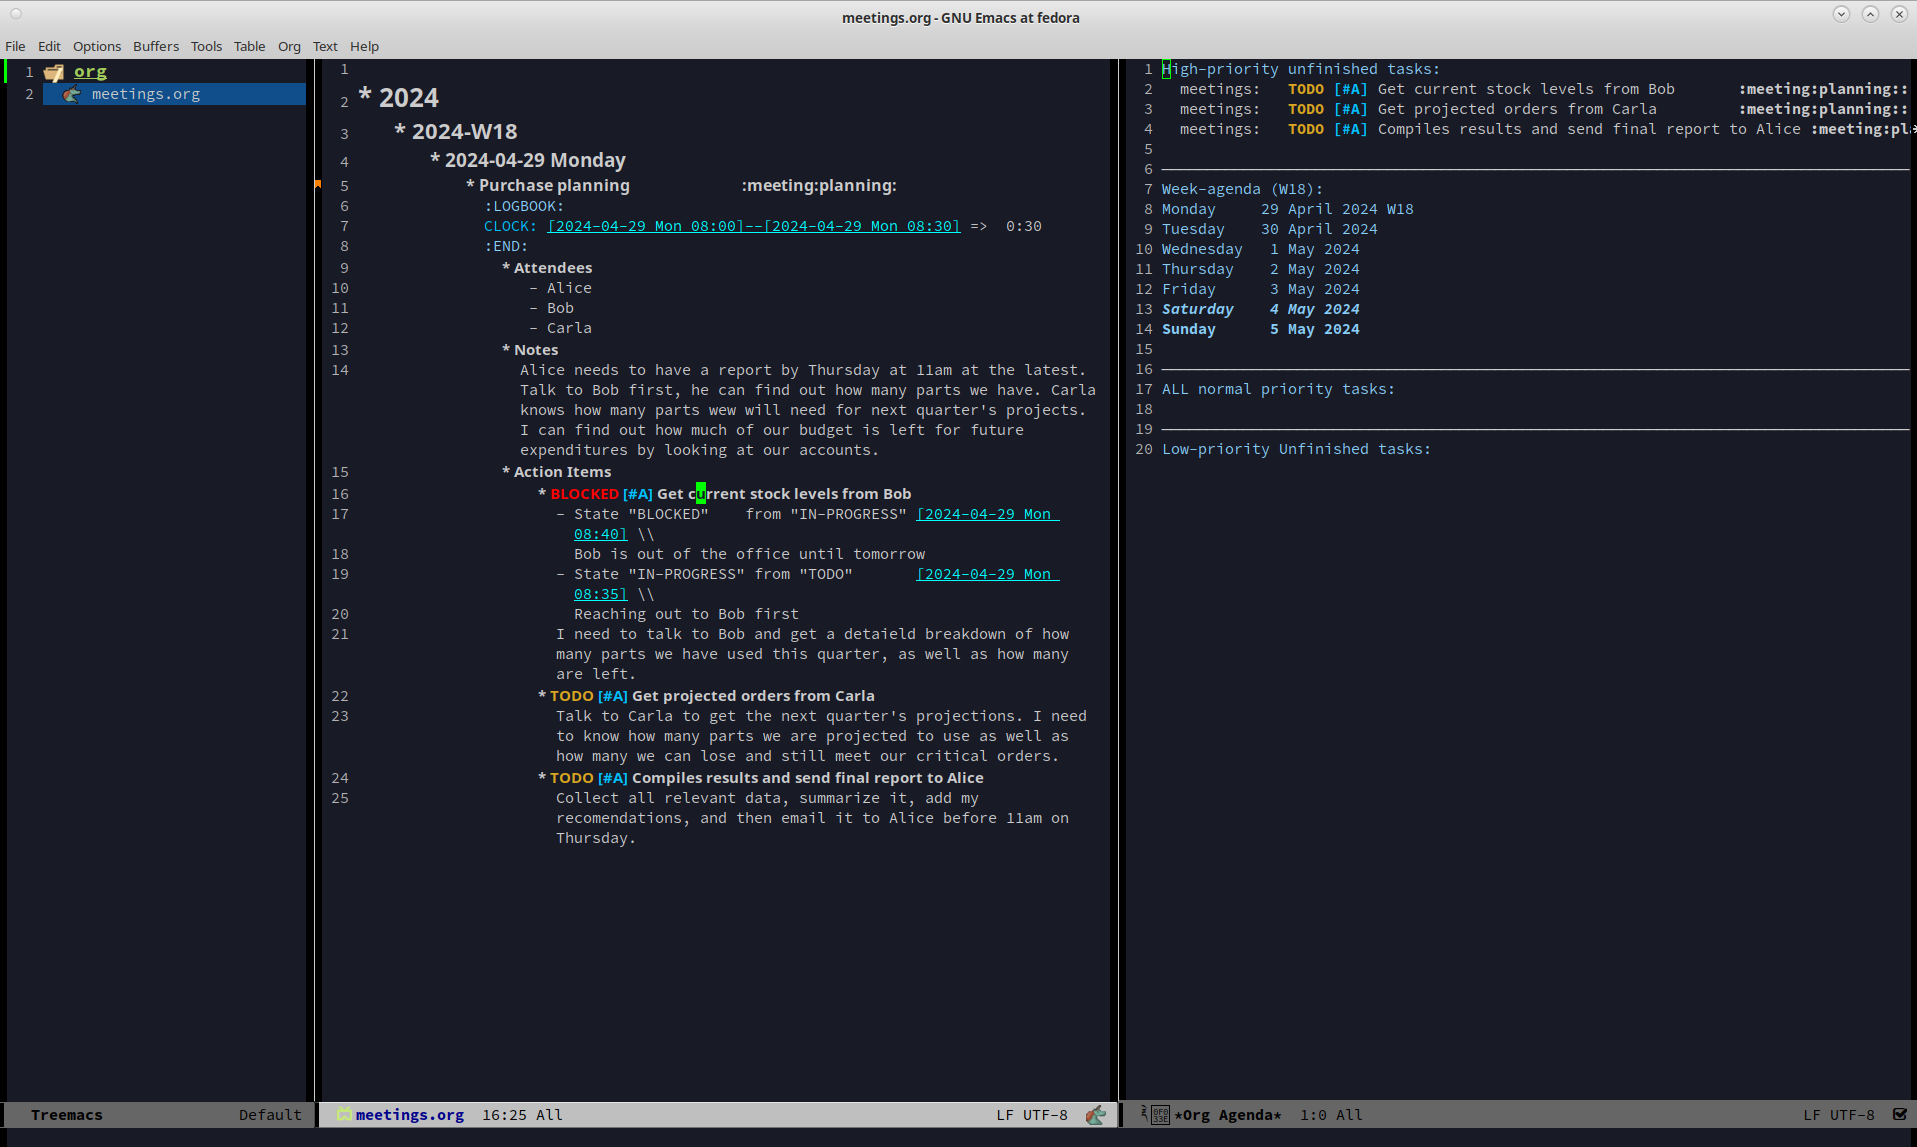 meetings.org - GNU Emacs at fedora
File Edit Options Buffers Tools Table Org Text Help
1 org
2 meetings.org
1
2 * 2024
3 * 2024-W18
4 * 2024-04-29 Monday
5 * Purchase planning :meeting:planning:
6 :LOGBOOK:
7 CLOCK: [2024-04-29 Mon 08:00]--[2024-04-29 Mon 08:30] => 0:30
8 :END:
9 * Attendees
10 - Alice
11 - Bob
12 - Carla
13 * Notes
14 Alice needs to have a report by Thursday at 11am at the latest.
Talk to Bob first, he can find out how many parts we have. Carla
knows how many parts wew will need for next quarter's projects.
I can find out how much of our budget is left for future
expenditures by looking at our accounts.
15 * Action Items
16 * BLOCKED [#A] Get current stock levels from Bob
17 - State "BLOCKED" from "IN-PROGRESS" [2024-04-29 Mon
08:40] \\
18 Bob is out of the office until tomorrow
19 - State "IN-PROGRESS" from "TODO" [2024-04-29 Mon
08:35] \\
20 Reaching out to Bob first
21 I need to talk to Bob and get a detaield breakdown of how
many parts we have used this quarter, as well as how many
are left.
22 * TODO [#A] Get projected orders from Carla
23 Talk to Carla to get the next quarter's projections. I need
to know how many parts we are projected to use as well as
how many we can lose and still meet our critical orders.
24 * TODO [#A] Compiles results and send final report to Alice
25 Collect all relevant data, summarize it, add my
recomendations, and then email it to Alice before 11am on
Thursday.
1 High-priority unfinished tasks:
2 meetings: TODO [#A] Get current stock levels from Bob :meeting:planning::
3 meetings: TODO [#A] Get projected orders from Carla :meeting:planning::
4 meetings: TODO [#A] Compiles results and send final report to Alice :meeting:pl
5
6
7 Week-agenda (W18):
8 Monday 29 April 2024 W18
9 Tuesday 30 April 2024
10 Wednesday 1 May 2024
11 Thursday 2 May 2024
12 Friday 3 May 2024
13 Saturday 4 May 2024
14 Sunday 5 May 2024
15
16
17 ALL normal priority tasks:
18
19
20 Low-priority Unfinished tasks:
Treemacs Default
meetings.org 16:25 All LF UTF-8
0F0
33E
*Org Agenda* 1:0 All LF UTF-8